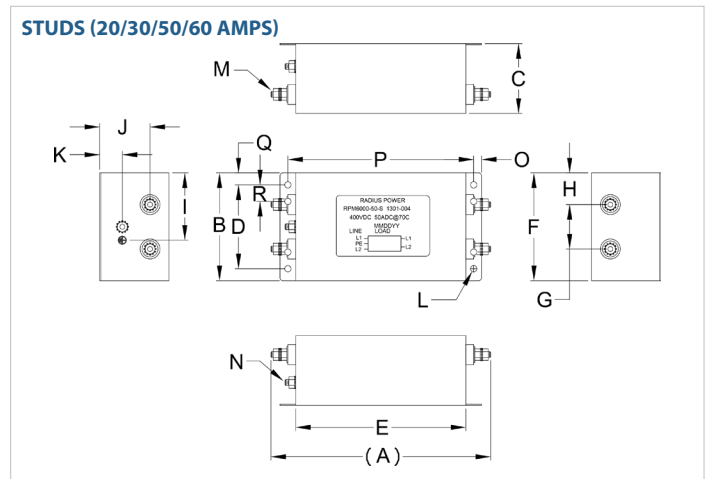 STUDS (20/30/50/60 AMPS)
M
C
J
K
Q
P
O
R
I
B
D
H
F
G
RADIUS POWER
RPM6000-50-S 1301-004
400VDC 50ADC@70C
MMDDYY
LINE LOAD
L1 L1
PE
L2 L2
L
N
E
(A)